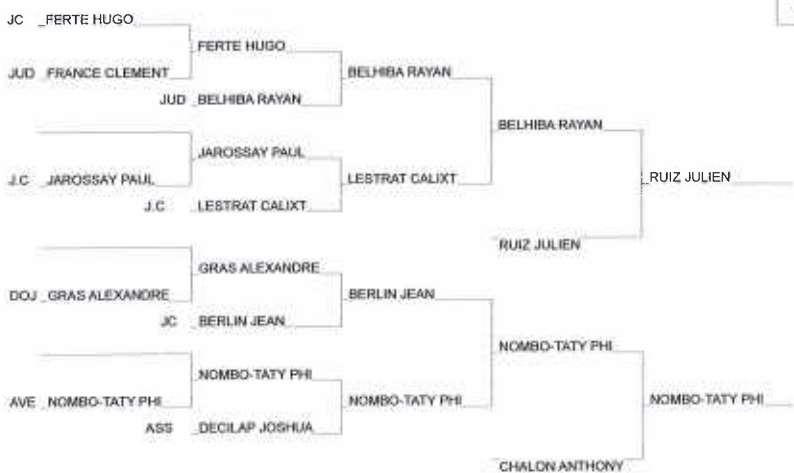 JC FERTE HUGO
FERTE HUGO
JUD FRANCE CLEMENT
BELHIBA RAYAN
JUD BELHIBA RAYAN
BELHIBA RAYAN
JAROSSAY PAUL
J.C JAROSSAY PAUL
LESTRAT CALIXT
RUIZ JULIEN
J.C LESTRAT CALIXT
RUIZ JULIEN
GRAS ALEXANDRE
DOJ GRAS ALEXANDRE
BERLIN JEAN
JC BERLIN JEAN
NOMBO-TATY PHI
NOMBO-TATY PHI
AVE NOMBO-TATY PHI
NOMBO-TATY PHI
NOMBO-TATY PHI
ASS DECILAP JOSHUA
CHALON ANTHONY